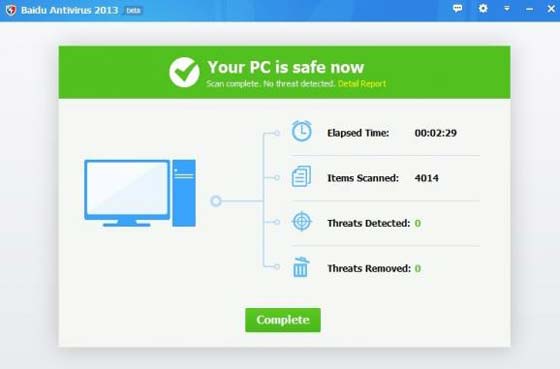 Baidu Antivirus 2013 beta
Your PC is safe now
Scan complete. No threat detected. Detail Report
Elapsed Time: 00:02:29
Items Scanned: 4014
Threats Detected: 0
Threats Removed: 0
Complete